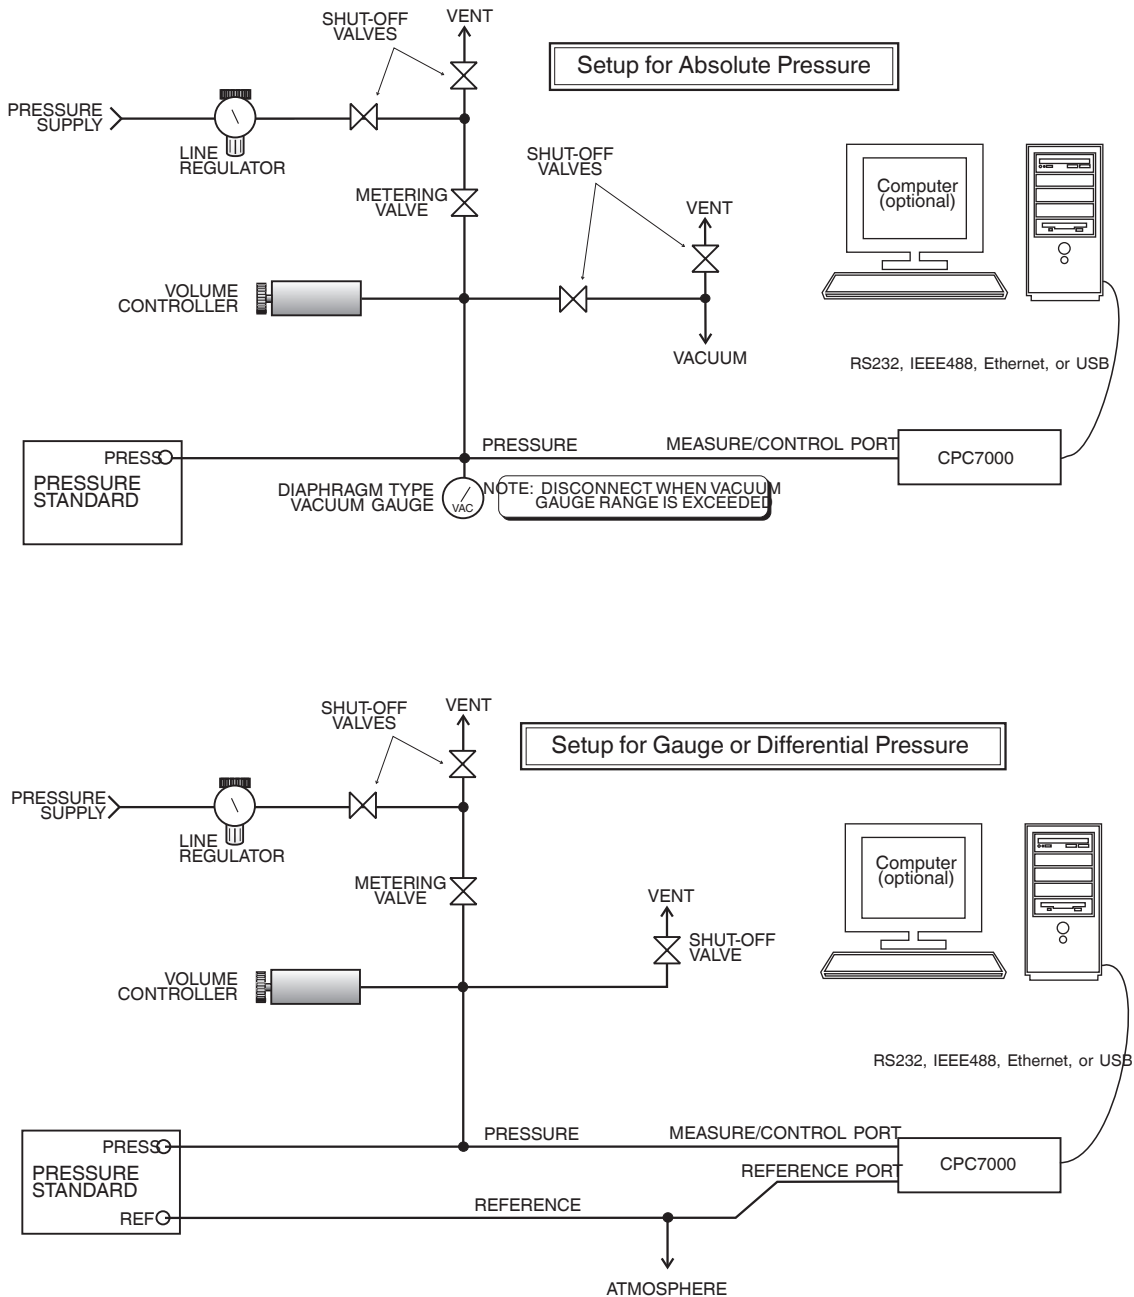 SHUT-OFF
VALVES
VENT
Setup for Absolute Pressure
PRESSURE
SUPPLY
LINE
REGULATOR
METERING
VALVE
SHUT-OFF
VALVES
VENT
Computer
(optional)
VOLUME
CONTROLLER
VACUUM
RS232, IEEE488, Ethernet, or USB
PRESS
PRESSURE
STANDARD
PRESSURE
MEASURE/CONTROL PORT
CPC7000
DIAPHRAGM TYPE
VACUUM GAUGE
VAC
NOTE: DISCONNECT WHEN VACUUM
GAUGE RANGE IS EXCEEDED
SHUT-OFF
VALVES
VENT
Setup for Gauge or Differential Pressure
PRESSURE
SUPPLY
LINE
REGULATOR
METERING
VALVE
VENT
SHUT-OFF
VALVE
Computer
(optional)
VOLUME
CONTROLLER
RS232, IEEE488, Ethernet, or USB
PRESS
PRESSURE
STANDARD
REF
PRESSURE
MEASURE/CONTROL PORT
REFERENCE PORT
CPC7000
REFERENCE
ATMOSPHERE